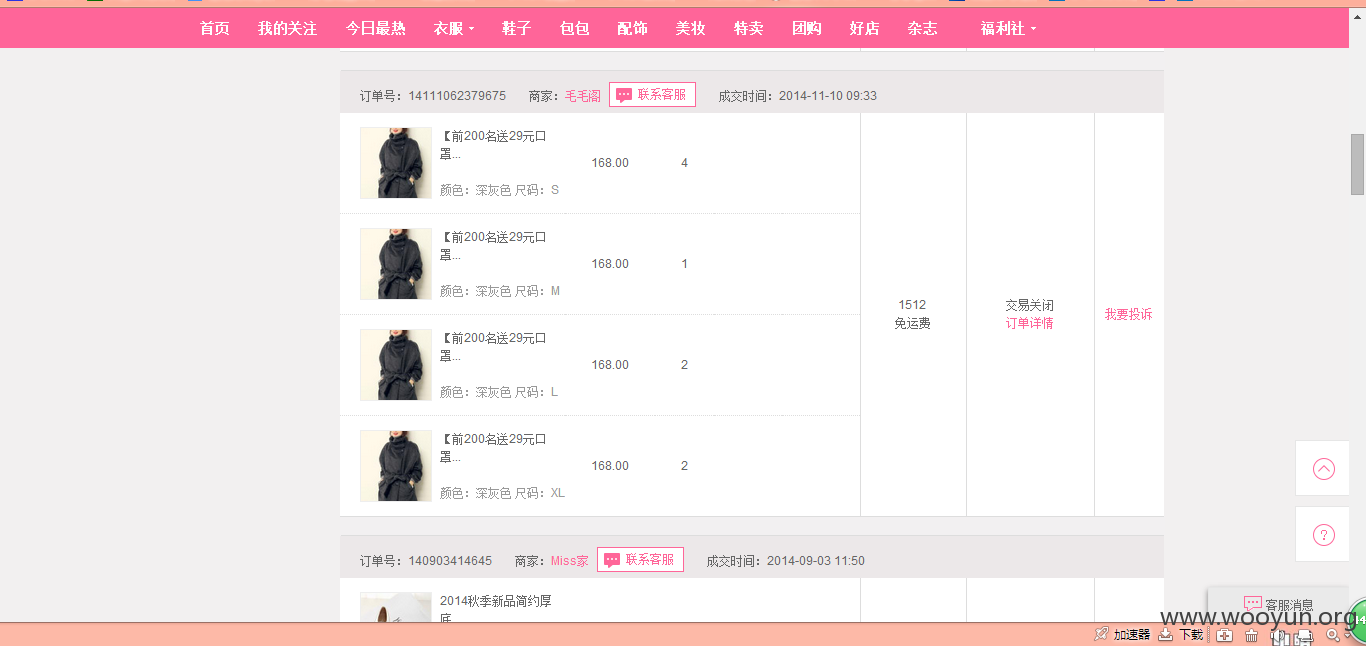 首页 我的关注 今日最热 衣服 鞋子 包包 配饰 美妆 特卖 团购 好店 杂志 福利社
订单号：14111062379675 商家：毛毛阁 联系客服 成交时间：2014-11-10 09:33
【前200名送29元口
罩...
168.00 4
颜色：深灰色 尺码：S
【前200名送29元口
罩...
168.00 1
颜色：深灰色 尺码：M
1512
免运费
交易关闭
订单详情
我要投诉
【前200名送29元口
罩...
168.00 2
颜色：深灰色 尺码：L
【前200名送29元口
罩...
168.00 2
颜色：深灰色 尺码：XL
订单号：140903414645 商家：Miss家 联系客服 成交时间：2014-09-03 11:50
2014秋季新品简约厚
底
客服消息
www.wooyun.org
加速器 下载